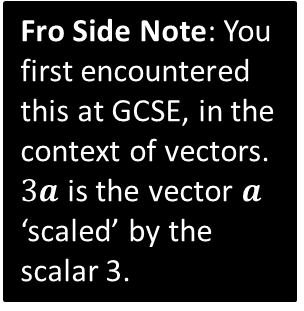 Fro Side Note: You
first encountered
this at GCSE, in the
context of vectors.
3𝒂 is the vector 𝒂
‘scaled’ by the
scalar 3.